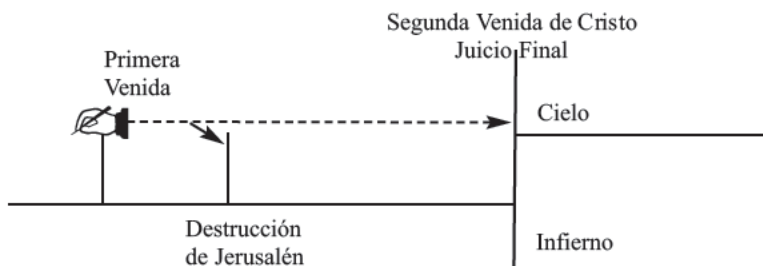 Segunda Venida de Cristo
Juicio Final
Primera
Venida
Cielo
Destrucción
de Jerusalén
Infierno